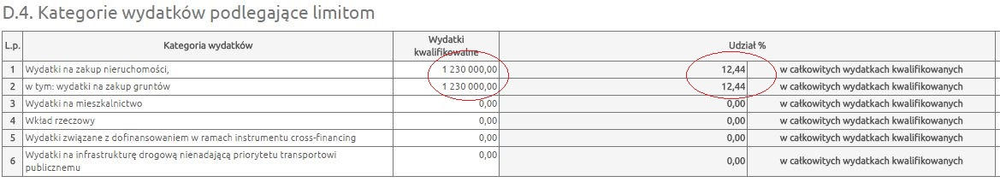 D.4. Kategorie wydatków podlegające limitom
L.p. Kategoria wydatków Wydatki kwalifikowalne Udział %
1 Wydatki na zakup nieruchomości, 1 230 000,00 12,44 w całkowitych wydatkach kwalifikowanych
2 w tym: wydatki na zakup gruntów 1 230 000,00 12,44 w całkowitych wydatkach kwalifikowanych
3 Wydatki na mieszkalnictwo 0,00 0,00 w całkowitych wydatkach kwalifikowanych
4 Wkład rzeczowy 0,00 0,00 w całkowitych wydatkach kwalifikowanych
5 Wydatki związane z dofinansowaniem w ramach instrumentu cross-financing 0,00 0,00 w całkowitych wydatkach kwalifikowanych
6 Wydatki na infrastrukturę drogową nienadającą priorytetu transportowi publicznemu 0,00 0,00 w całkowitych wydatkach kwalifikowanych